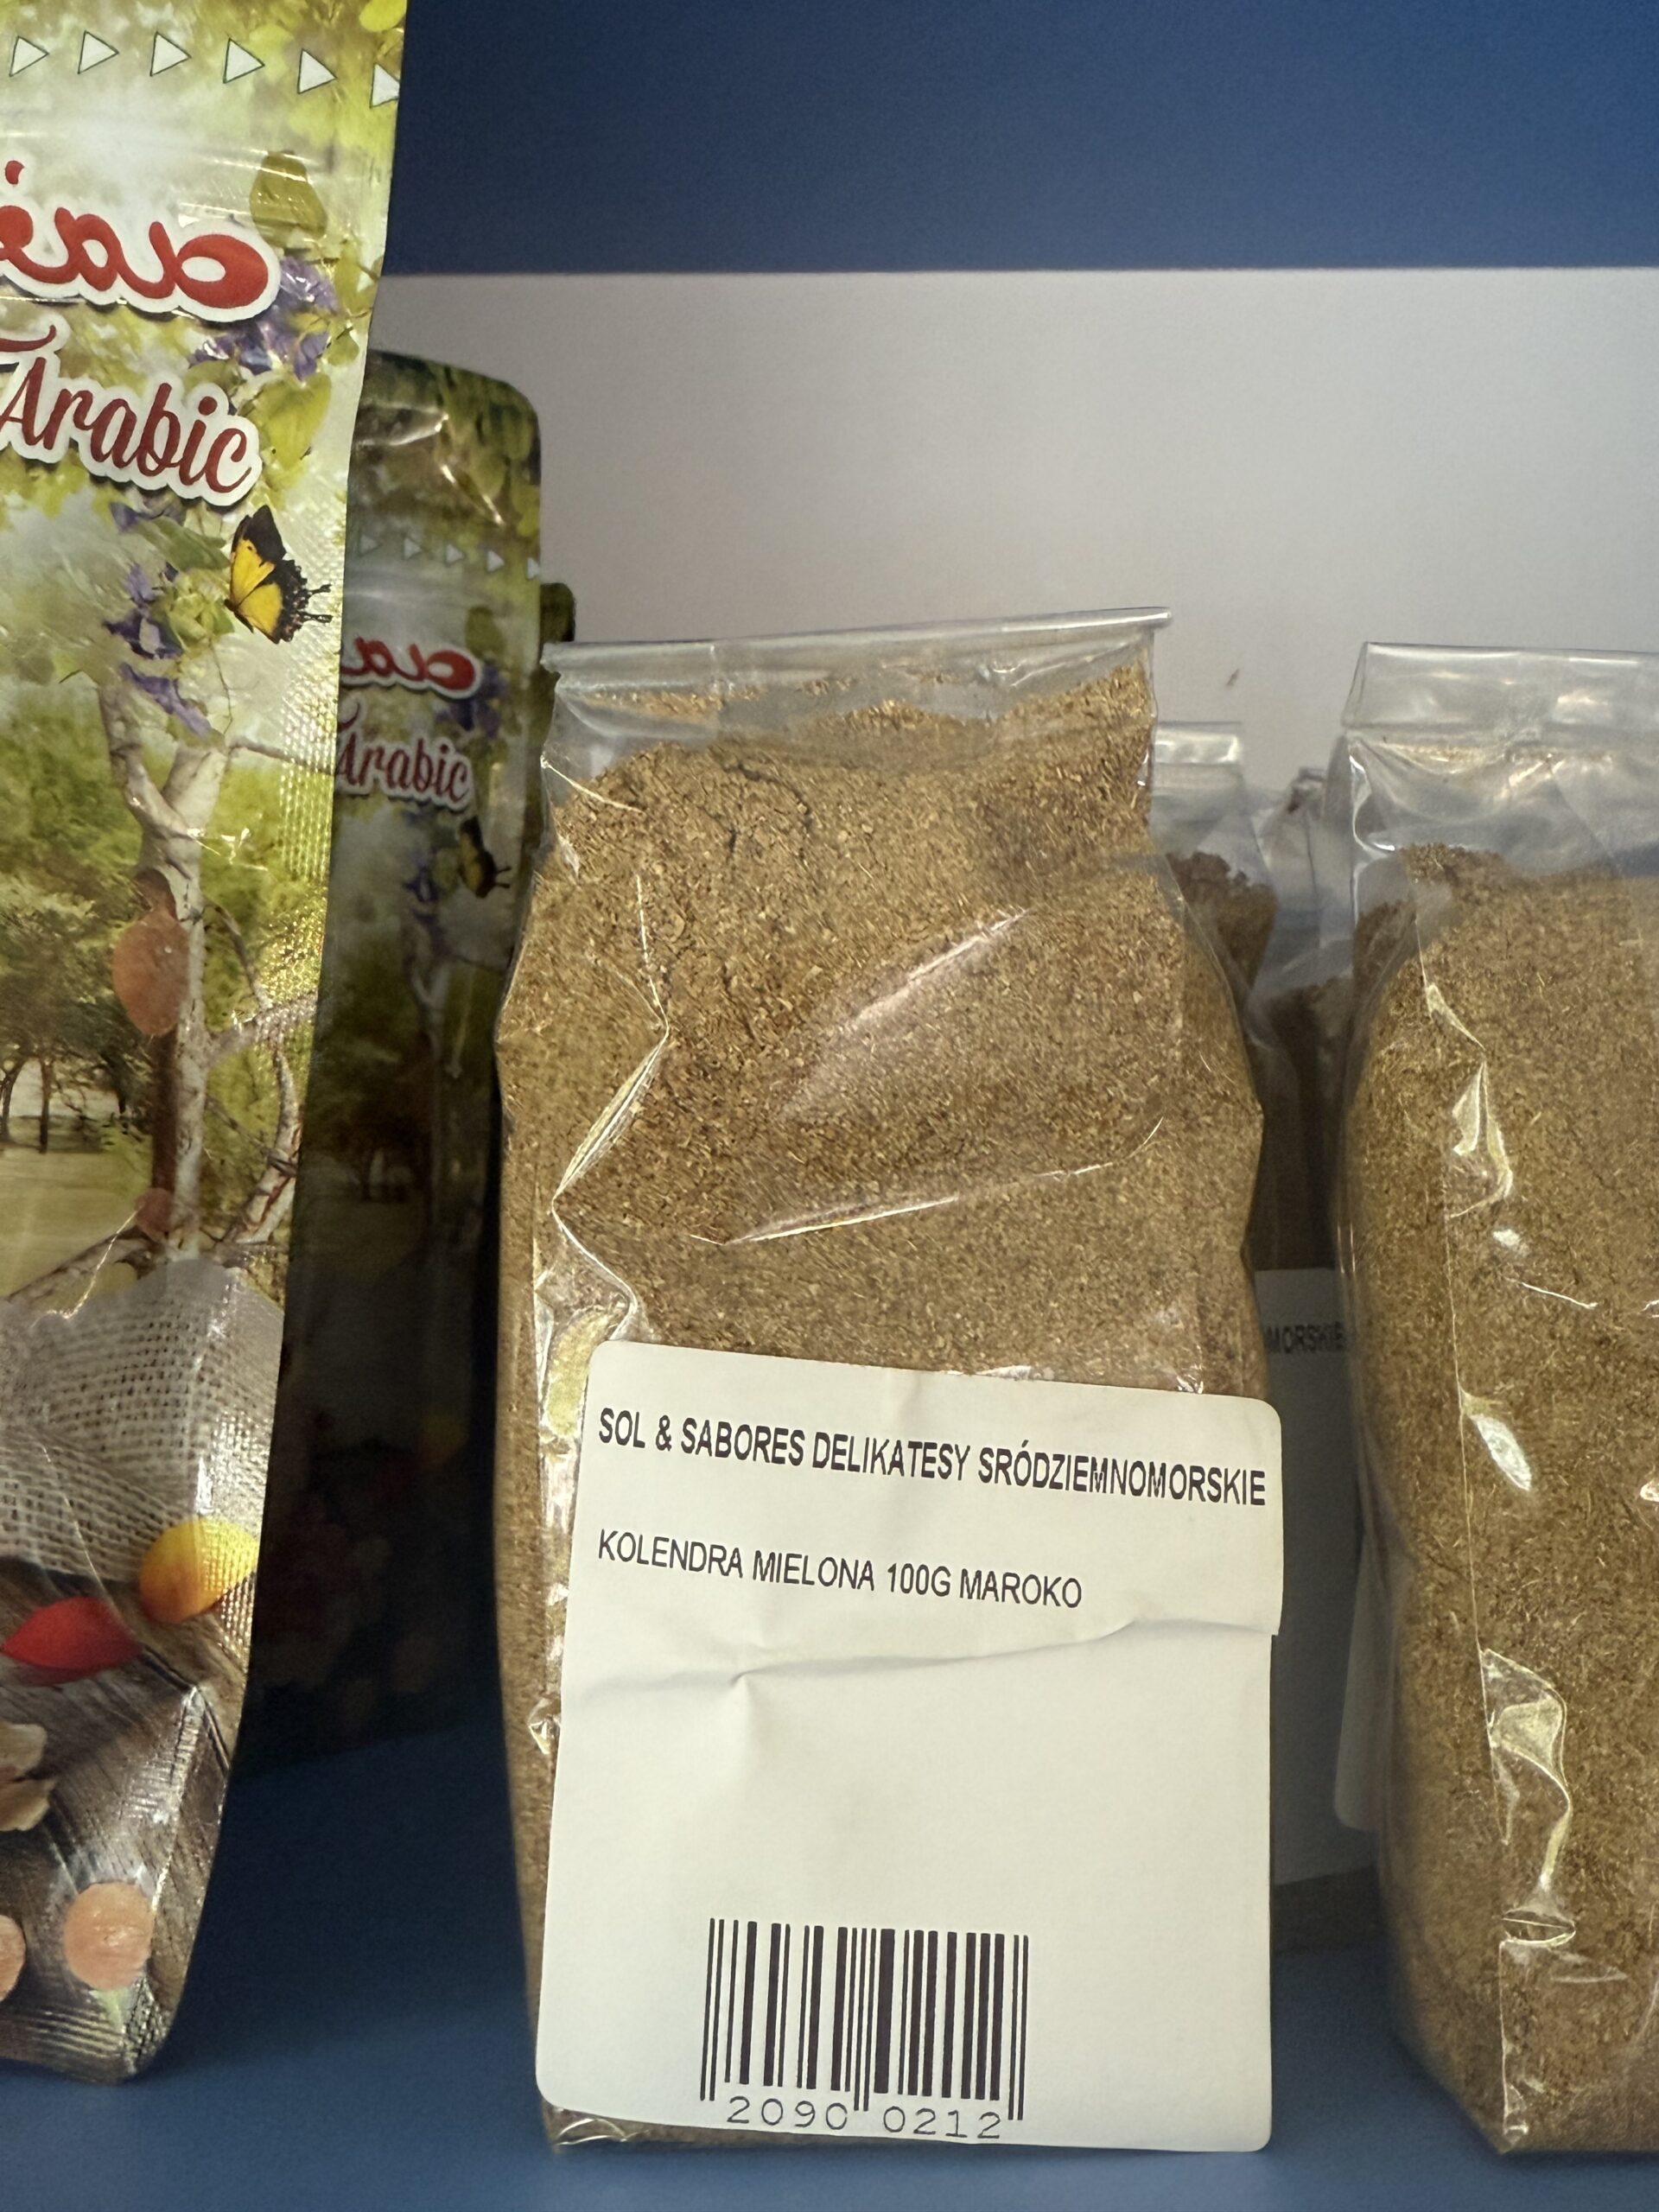 Arabic
Arabic
SOL & SABORES DELIKATESY SRÓDZIEMNOMORSKIE
KOLENDRA MIELONA 100G MAROKO
2090 0212